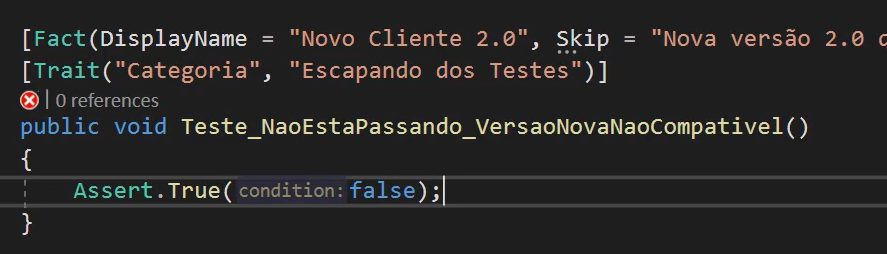 [Fact(DisplayName = "Novo Cliente 2.0", Skip = "Nova versão 2.0
[Trait("Categoria", "Escapando dos Testes")]
0 references
public void Teste_NaoEstaPassando_VersaoNovaNaoCompativel()
{
Assert.True(condition:false);
}